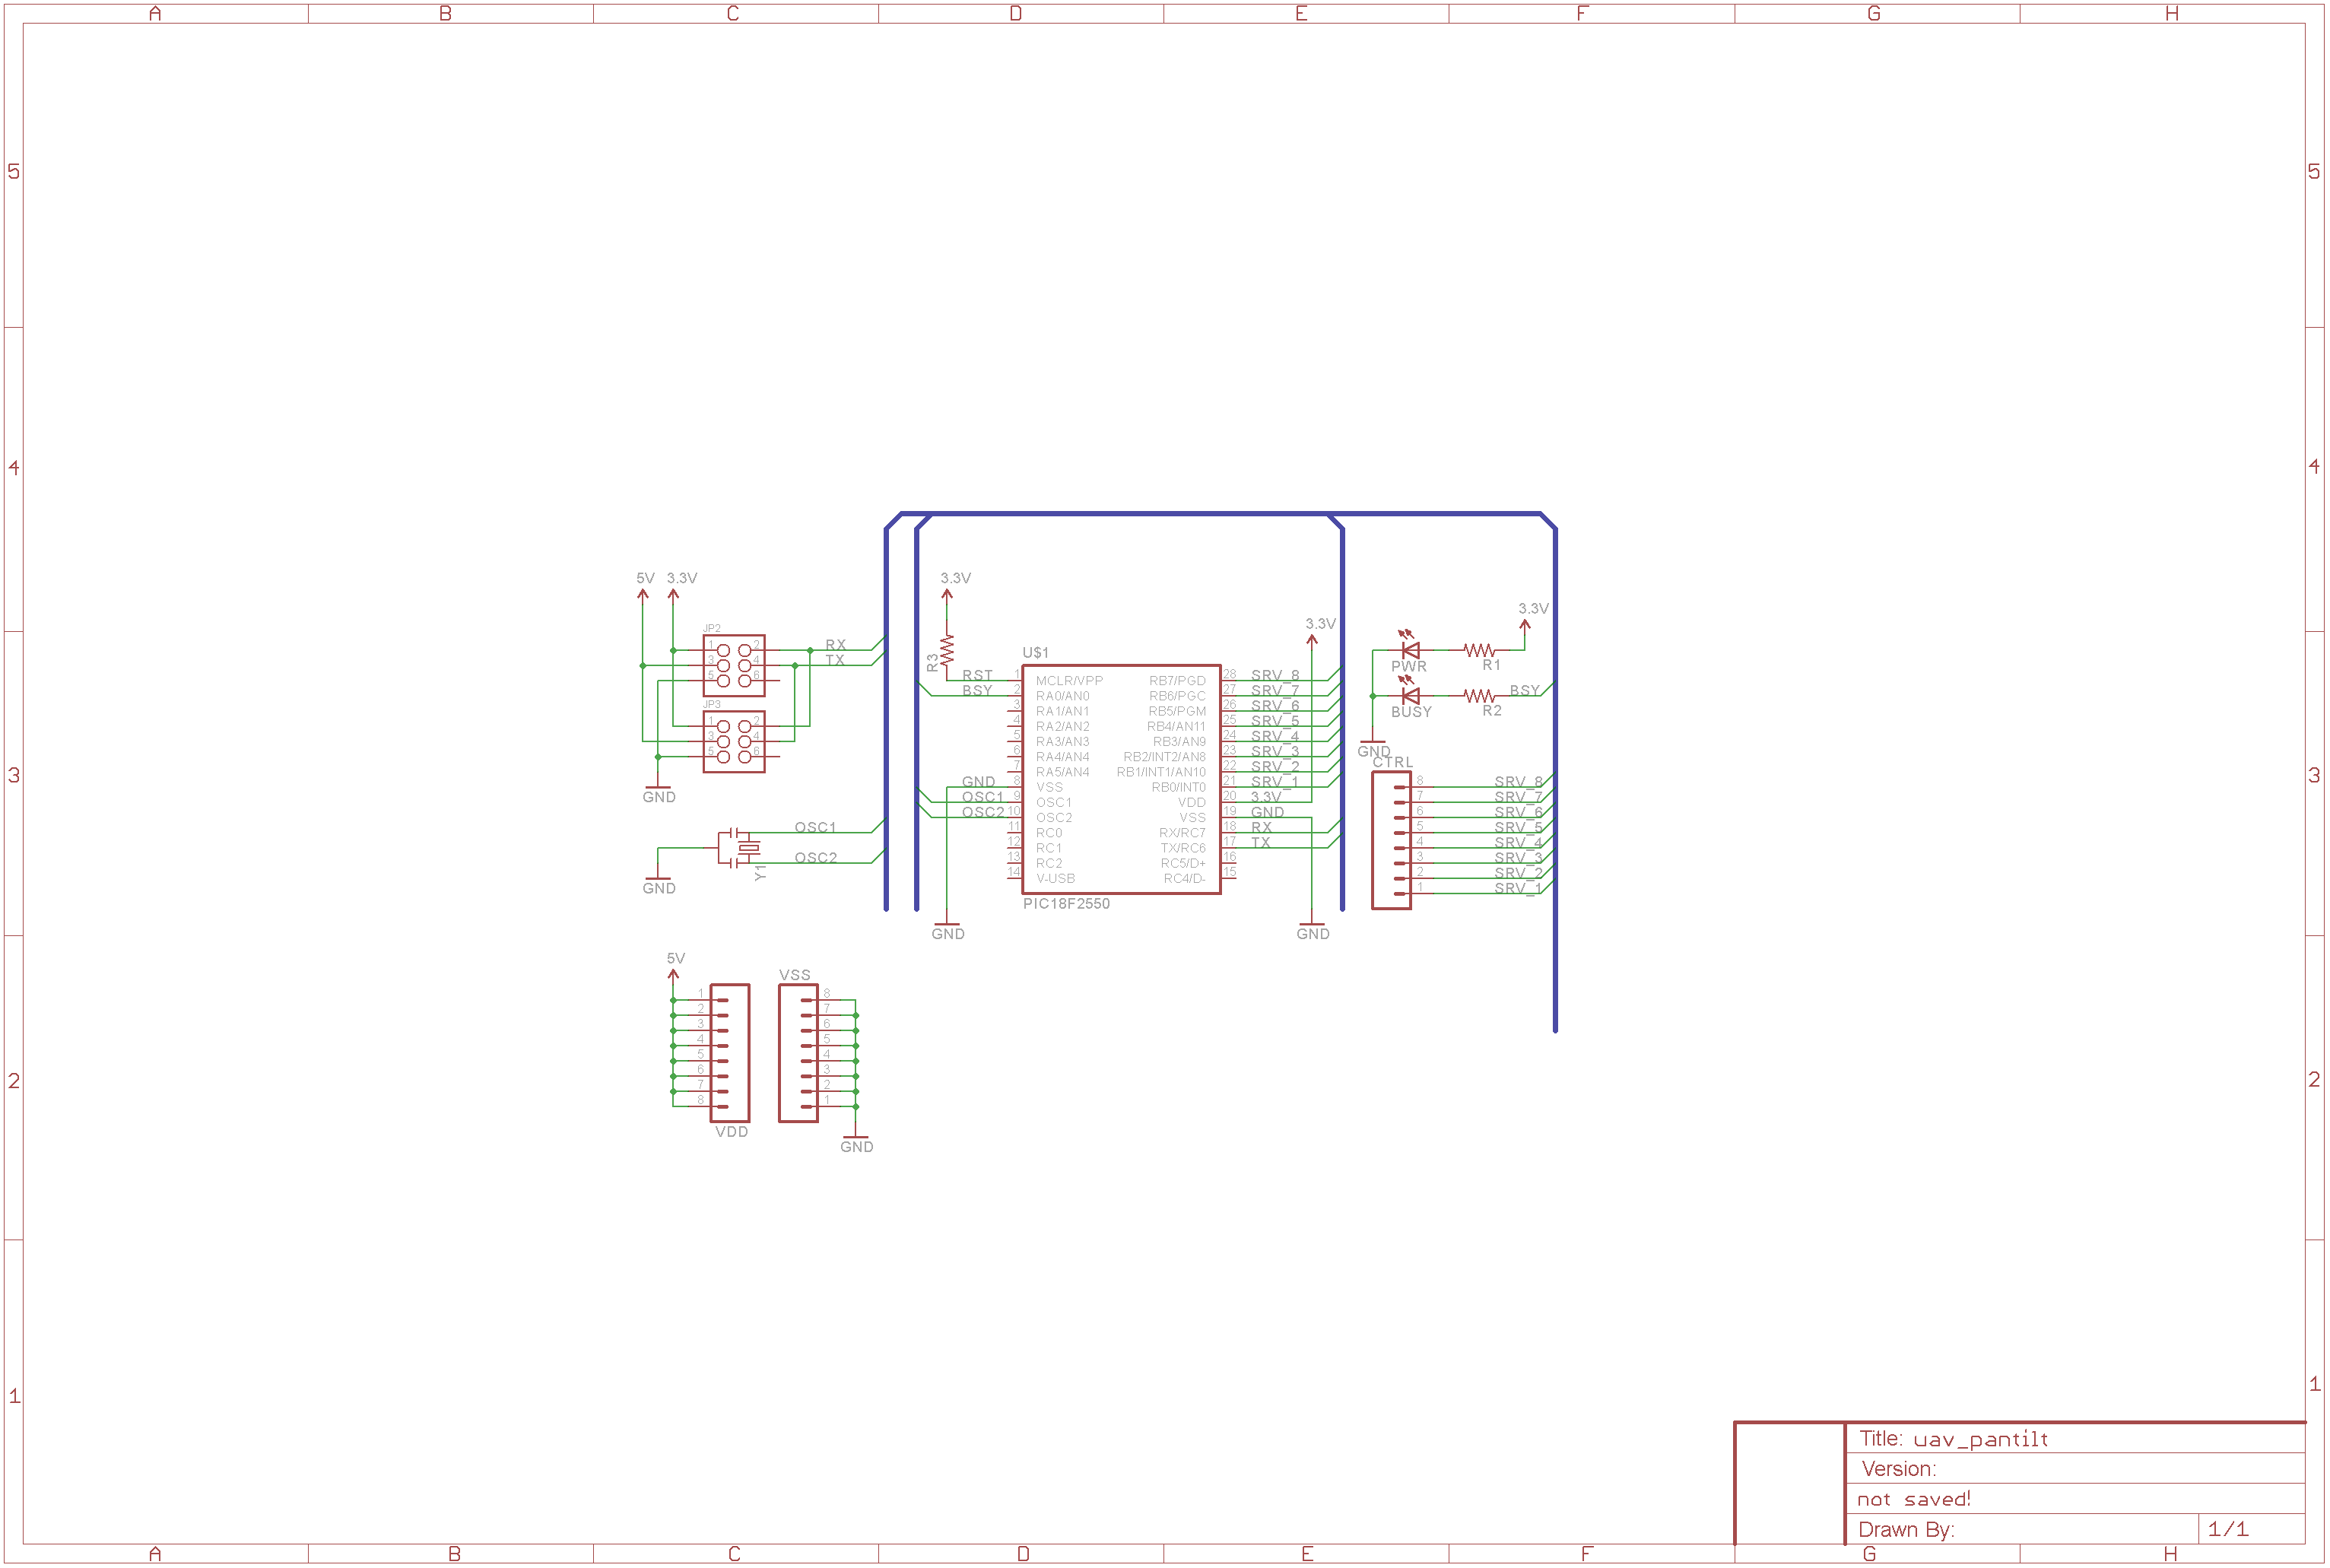 A B C D E F G H
5 5
4 4
5V 3.3V
3.3V
3.3V
3.3V
JP2
1 2
3 4
5 6
RX
TX
JP3
1 2
3 4
5 6
GND
R3
U$1
RST 1 MCLR/VPP RB7/PGD 28 SRV_8
BSY 2 RA0/AN0 RB6/PGC 27 SRV_7
3 RA1/AN1 RB5/PGM 26 SRV_6
4 RA2/AN2 RB4/AN11 25 SRV_5
5 RA3/AN3 RB3/AN9 24 SRV_4
6 RA4/AN4 RB2/INT2/AN8 23 SRV_3
7 RA5/AN4 RB1/INT1/AN10 22 SRV_2
GND 8 VSS RB0/INT0 21 SRV_1
OSC1 9 OSC1 VDD 20 3.3V
OSC2 10 OSC2 VSS 19 GND
11 RC0 RX/RC7 18 RX
12 RC1 TX/RC6 17 TX
13 RC2 RC5/D+ 16
14 V-USB RC4/D- 15
PIC18F2550
GND
GND
PWR R1
BUSY R2 BSY
GND
3 3
CTRL
8 SRV_8
7 SRV_7
6 SRV_6
5 SRV_5
4 SRV_4
3 SRV_3
2 SRV_2
1 SRV_1
OSC1
OSC2
Y1
GND
5V
VSS
1 8
2 7
3 6
4 5
5 4
6 3
7 2
8 1
VDD
GND
2 2
1 1
Title: uav_pantilt
Version:
not saved!
Drawn By: 1/1
A B C D E F G H